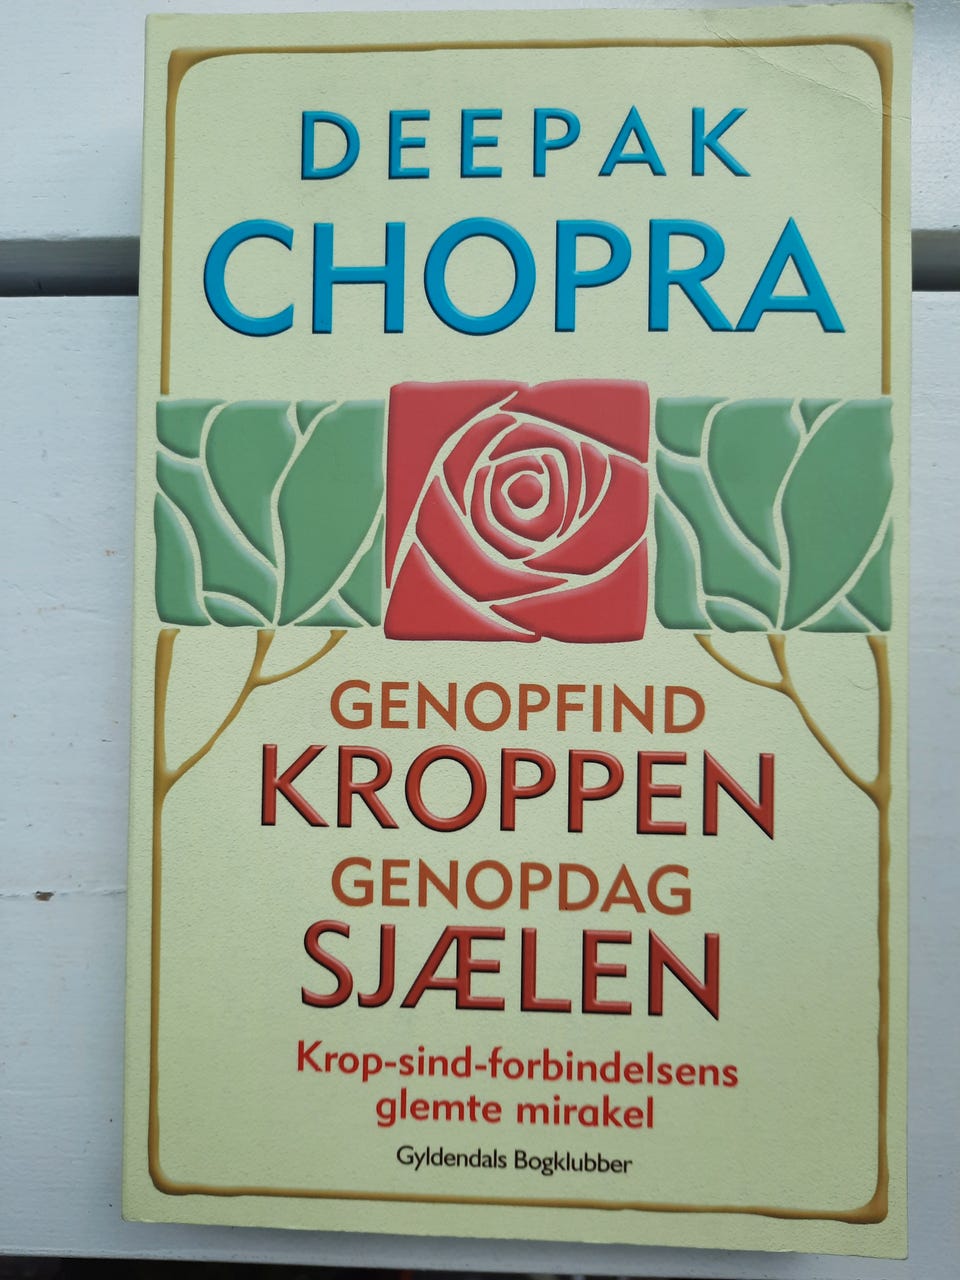 DEEPAK
CHOPRA
GENOPFIND
KROPPEN
GENOPDAG
SJÆLEN
Krop-sind-forbindelsens
glemte mirakel
Gyldendals Bogklubber